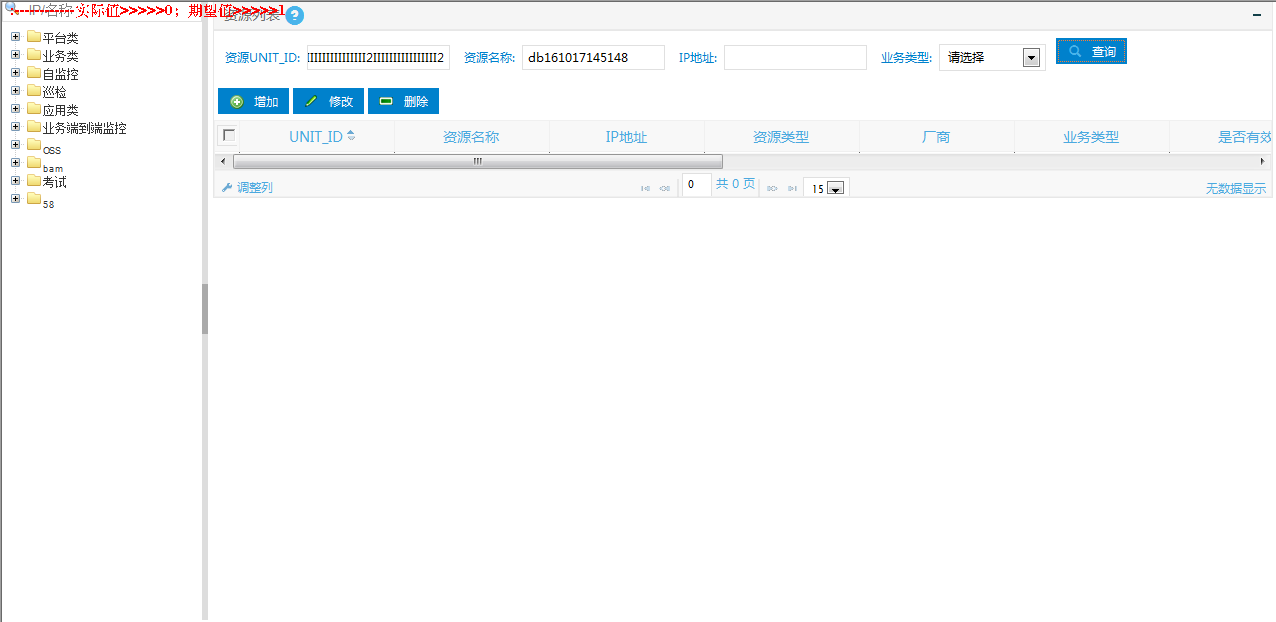 IP/名称
实际值>>>>>0；期望值>>>>>1
资源列表
平台类
业务类
自监控
巡检
应用类
业务端到端监控
OSS
bam
考试
58
资源UNIT_ID:
资源名称: db161017145148
IP地址:
业务类型: 请选择
查询
增加 修改 删除
UNIT_ID 资源名称 IP地址 资源类型 厂商 业务类型 是否有效
调整列 0 共 0 页 15 无数据显示